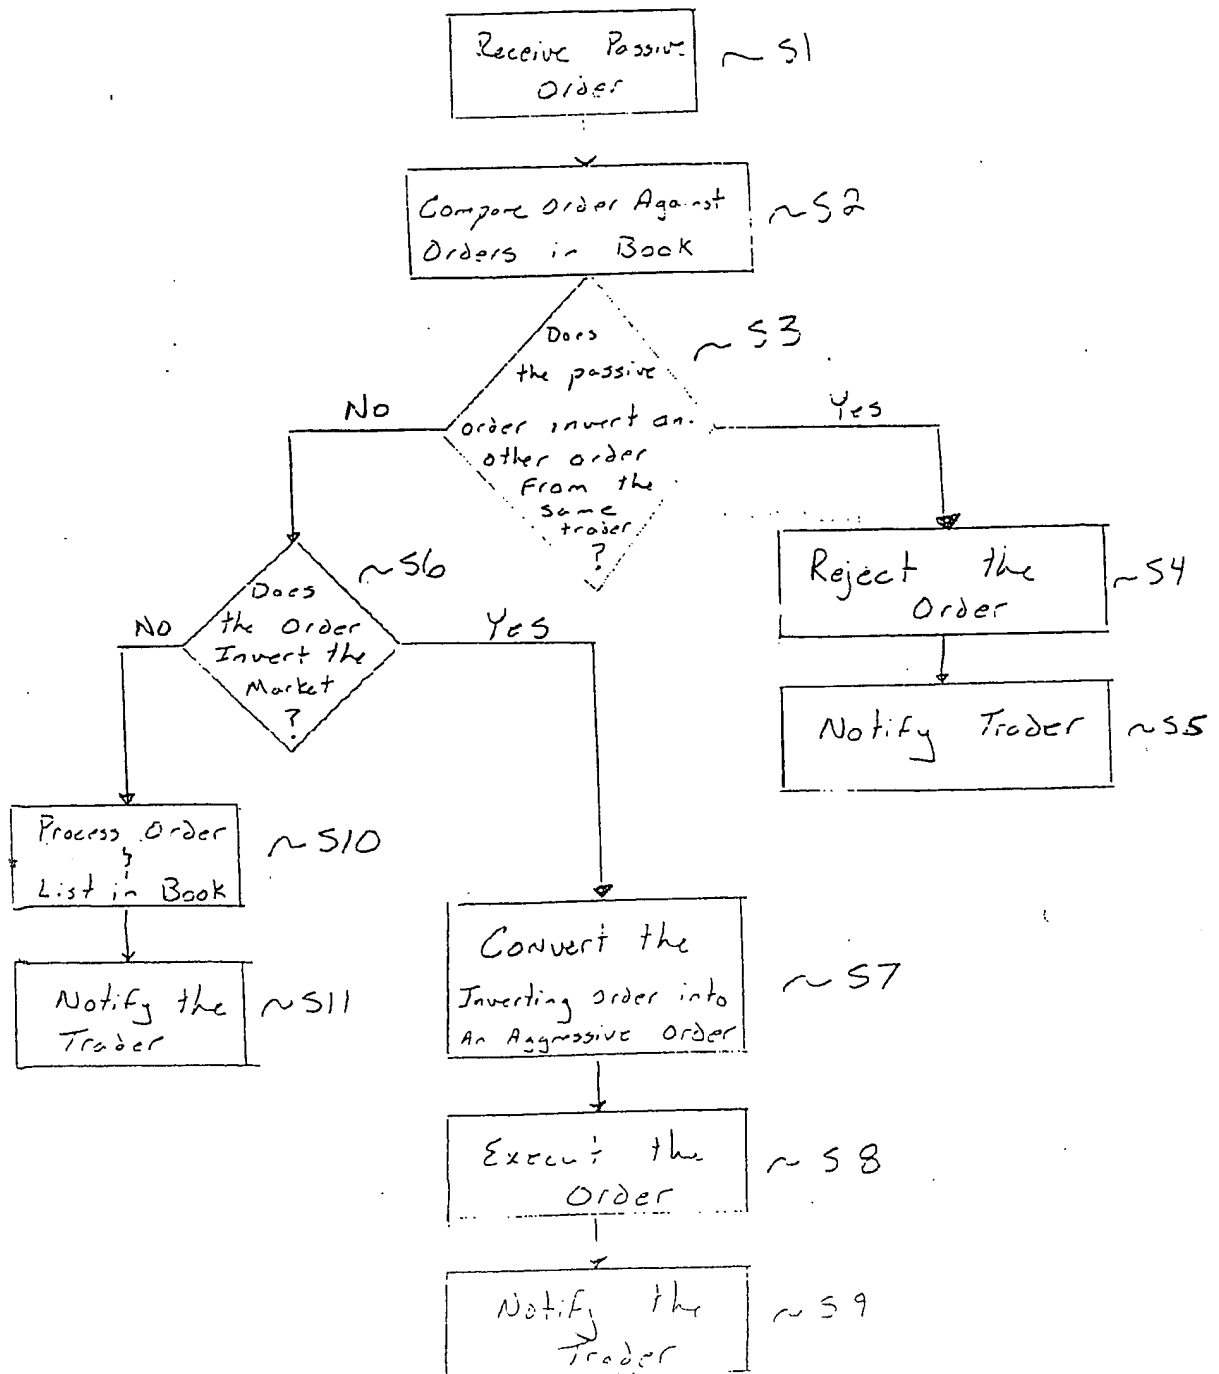 Receive Passive
Order
~ S1
Compare Order Against
Orders in Book
~ S2
Does
the passive
order invert an-
other order
From the
same
trader
?
~ S3
No
Yes
Reject the
Order
~ S4
Notify Trader
~ S5
Does
the Order
Invert the
Market
?
~ S6
No
Yes
Process Order
&
List in Book
~ S10
Notify the
Trader
~ S11
Convert the
Inverting order into
An Aggressive Order
~ S7
Execut the
Order
~ S8
Notify the
Trader
~ S9